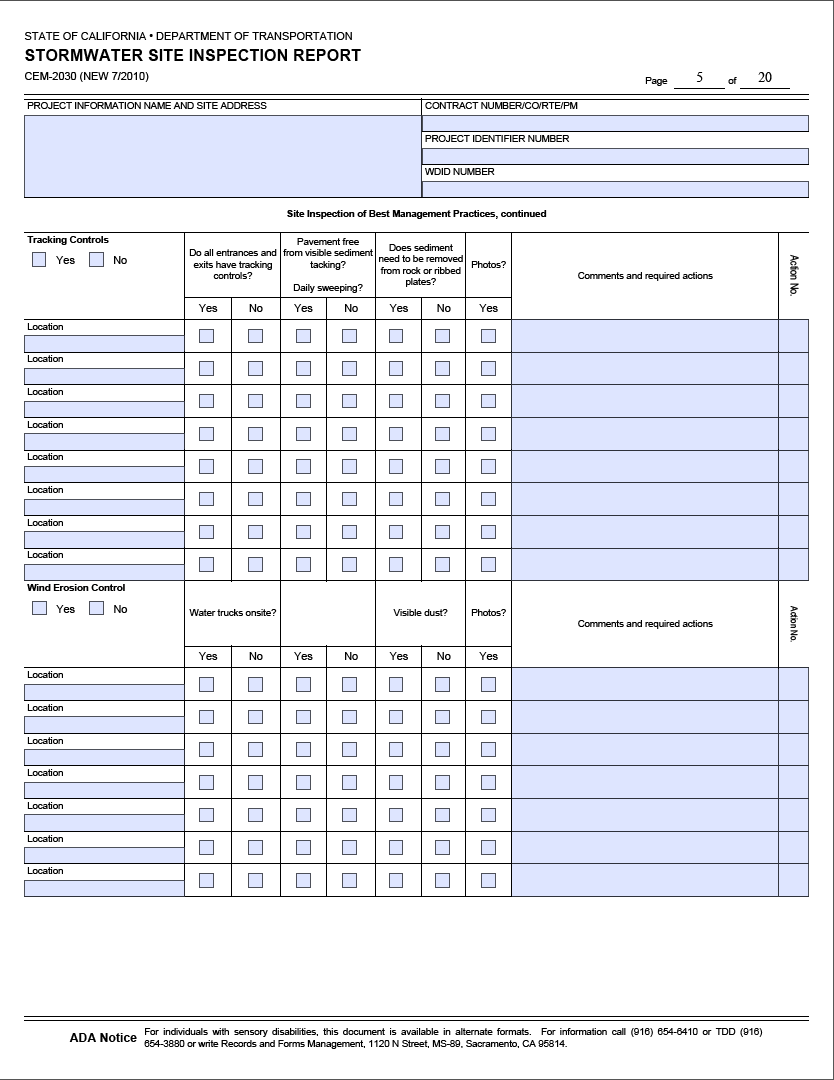 STATE OF CALIFORNIA • DEPARTMENT OF TRANSPORTATION
STORMWATER SITE INSPECTION REPORT
CEM-2030 (NEW 7/2010)
Page 5 of 20
PROJECT INFORMATION NAME AND SITE ADDRESS
CONTRACT NUMBER/CO/RTE/PM
PROJECT IDENTIFIER NUMBER
WDID NUMBER
Site Inspection of Best Management Practices, continued
Tracking Controls
Yes No
Do all entrances and
exits have tracking
controls?
Pavement free
from visible sediment
tacking?
Daily sweeping?
Does sediment
need to be removed
from rock or ribbed
plates?
Photos?
Comments and required actions
Action No.
Yes No Yes No Yes No Yes
Location
Location
Location
Location
Location
Location
Location
Location
Wind Erosion Control
Yes No
Water trucks onsite?
Visible dust?
Photos?
Comments and required actions
Action No.
Yes No Yes No Yes No Yes
Location
Location
Location
Location
Location
Location
Location
ADA Notice
For individuals with sensory disabilities, this document is available in alternate formats. For information call (916) 654-6410 or TDD (916)
654-3880 or write Records and Forms Management, 1120 N Street, MS-89, Sacramento, CA 95814.